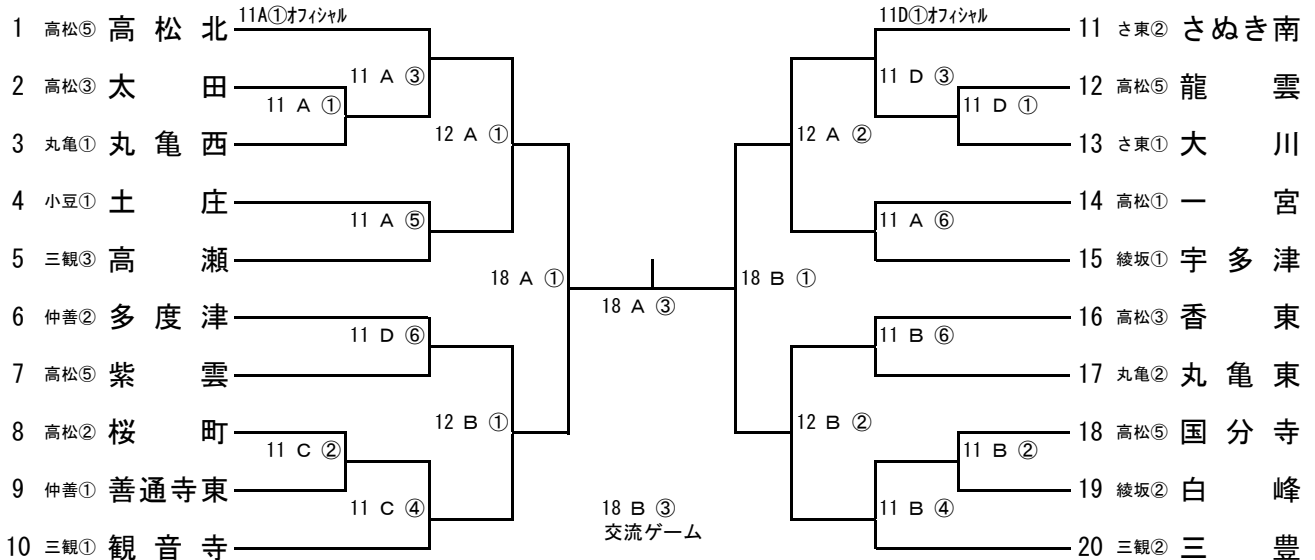 1 高松⑤ 高松北 11A①オフィシャル
11 A ③
2 高松③ 太田
11 A ①
3 丸亀① 丸亀西
12 A ①
4 小豆① 土庄
11 A ⑤
5 三観③ 高瀬
18 A ①
6 仲善② 多度津
11 D ⑥
7 高松⑤ 紫雲
12 B ①
8 高松② 桜町
11 C ②
9 仲善① 善通寺東
11 C ④
10 三観① 観音寺
18 A ③
18 B ③
交流ゲーム
11D①オフィシャル 11 さ東② さぬき南
11 D ③
12 高松⑤ 龍雲
11 D ①
13 さ東① 大川
12 A ②
14 高松① 一宮
11 A ⑥
15 綾坂① 宇多津
18 B ①
16 高松③ 香東
11 B ⑥
17 丸亀② 丸亀東
12 B ②
18 高松⑤ 国分寺
11 B ②
19 綾坂② 白峰
11 B ④
20 三観② 三豊